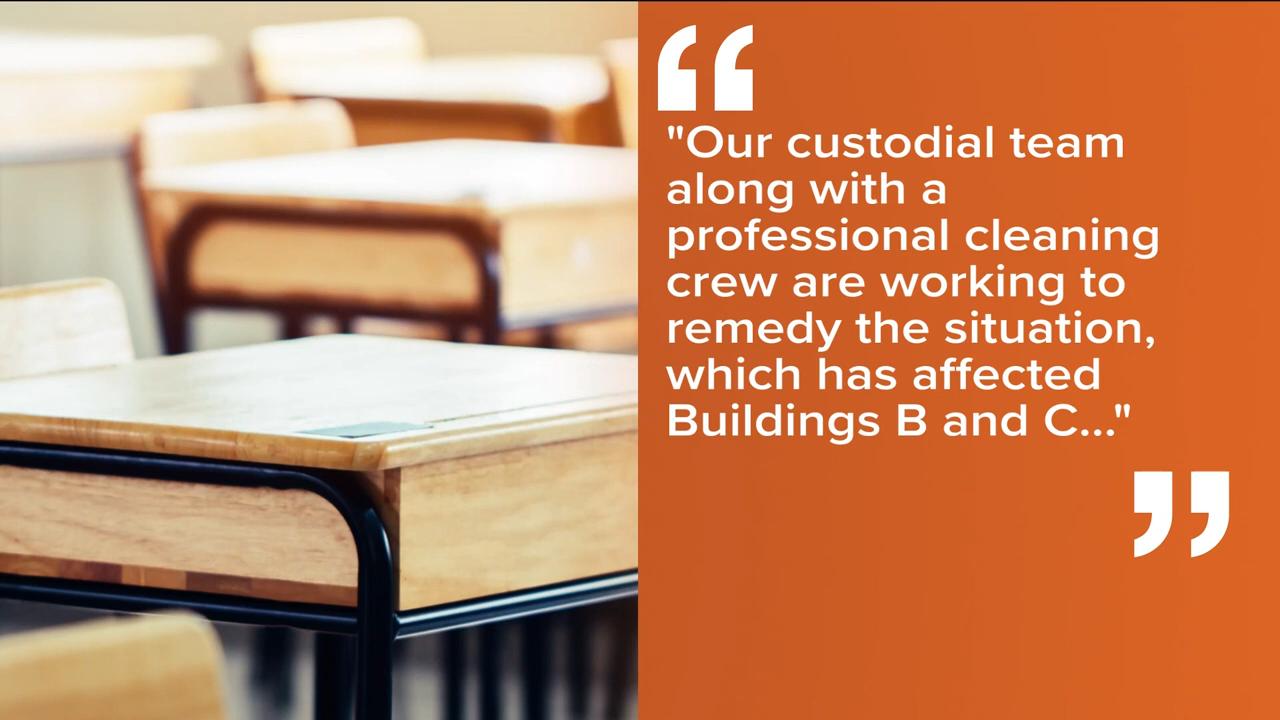 "Our custodial team
along with a
professional cleaning
crew are working to
remedy the situation,
which has affected
Buildings B and C..."